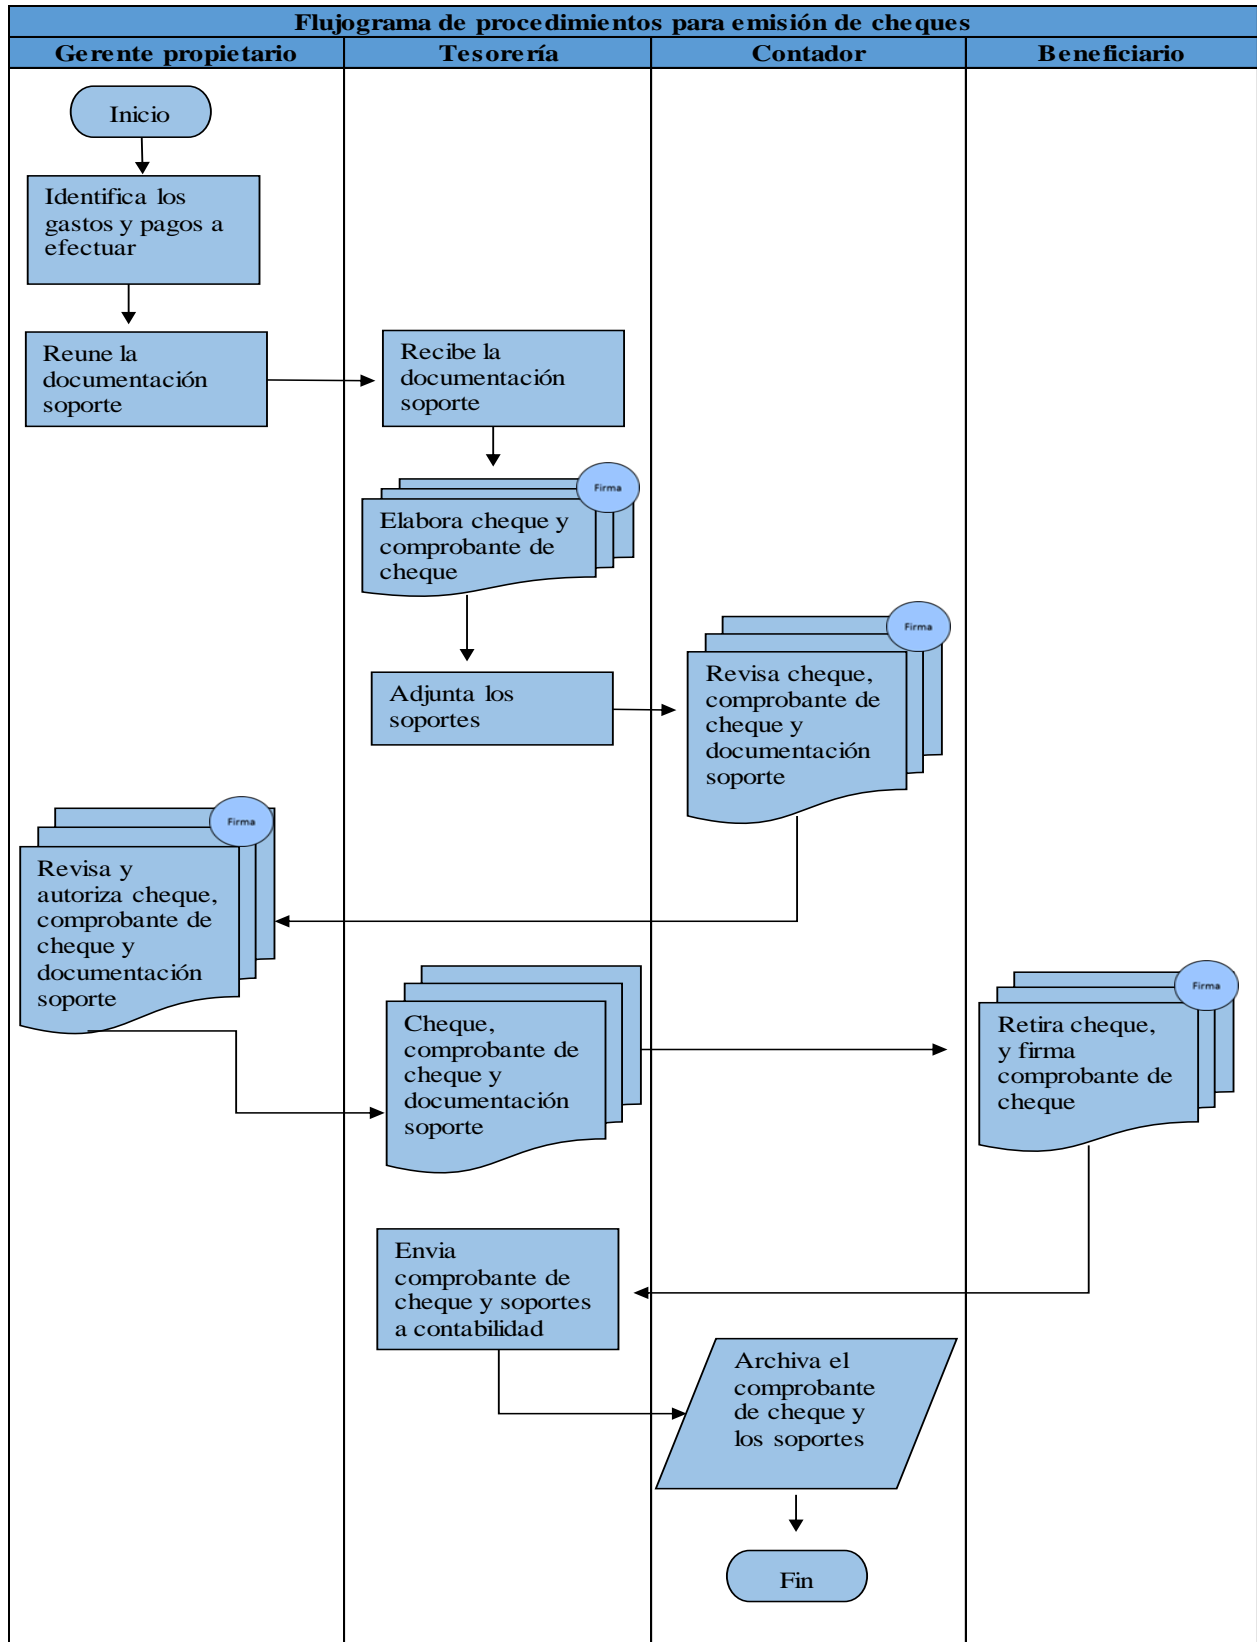 Flujograma de procedimientos para emisión de cheques
Gerente propietario
Tesorería
Contador
Beneficiario
Inicio
Identifica los
gastos y pagos a
efectuar
Reune la
documentación
soporte
Recibe la
documentación
soporte
Firma
Elabora cheque y
comprobante de
cheque
Adjunta los
soportes
Firma
Revisa cheque,
comprobante de
cheque y
documentación
soporte
Firma
Revisa y
autoriza cheque,
comprobante de
cheque y
documentación
soporte
Cheque,
comprobante de
cheque y
documentación
soporte
Firma
Retira cheque,
y firma
comprobante de
cheque
Envia
comprobante de
cheque y soportes
a contabilidad
Archiva el
comprobante
de cheque y
los soportes
Fin